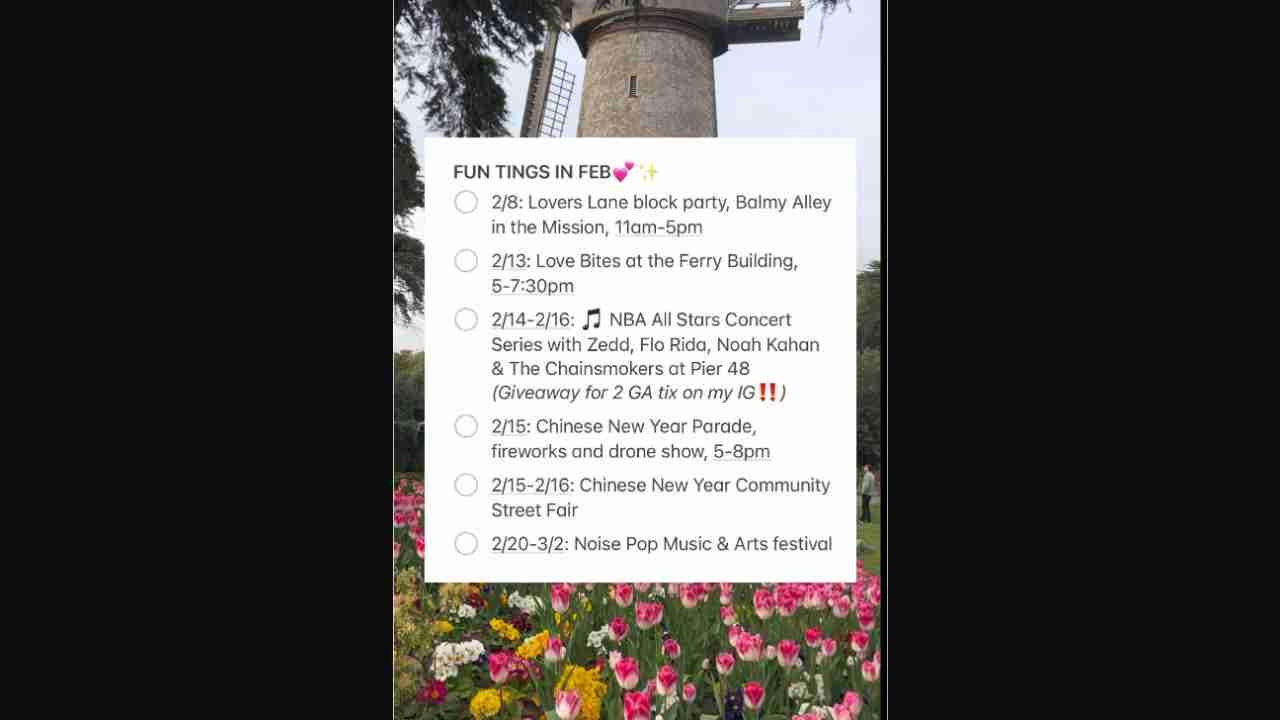 FUN TINGS IN FEB💕✨
2/8: Lovers Lane block party, Balmy Alley
in the Mission, 11am-5pm
2/13: Love Bites at the Ferry Building,
5-7:30pm
2/14-2/16: 🎵 NBA All Stars Concert
Series with Zedd, Flo Rida, Noah Kahan
& The Chainsmokers at Pier 48
(Giveaway for 2 GA tix on my IG‼️)
2/15: Chinese New Year Parade,
fireworks and drone show, 5-8pm
2/15-2/16: Chinese New Year Community
Street Fair
2/20-3/2: Noise Pop Music & Arts festival